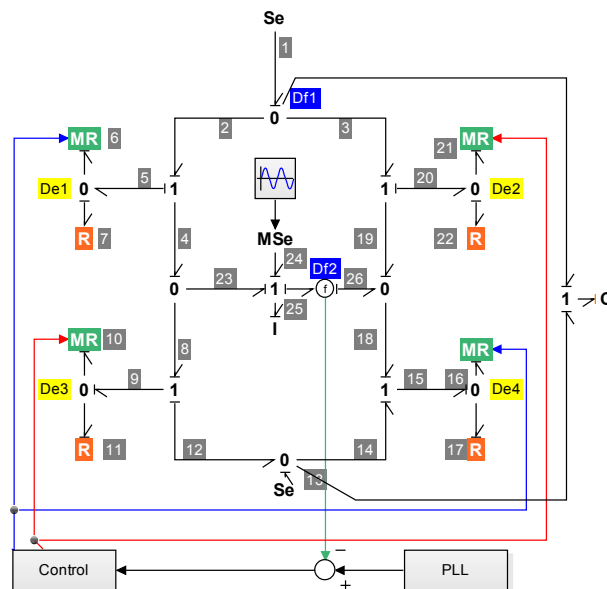 Se
1
Df1
2 0 3
MR 6
21 MR
5
20
De1 0 1
1 0 De2
R 7
22 R
4
MSe
19
24
Df2
0 23 1 f 26 0
1
25
I
8
18
MR 10
MR
9
15 16
De3 0 1
1 0 De4
R 11
17 R
12 0 14
Se 13
−
Control
+
PLL